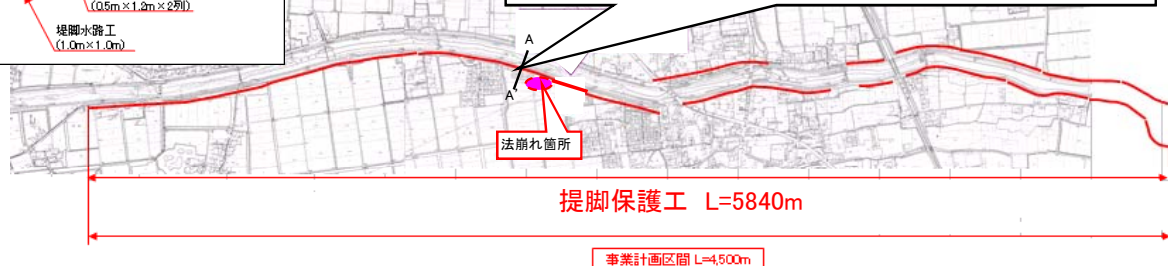 (0.5m×1.2m×2列)
堤脚水路工
(1.0m×1.0m)
A
A
法崩れ箇所
提脚保護工 L=5840m
事業計画区間 L=4,500m